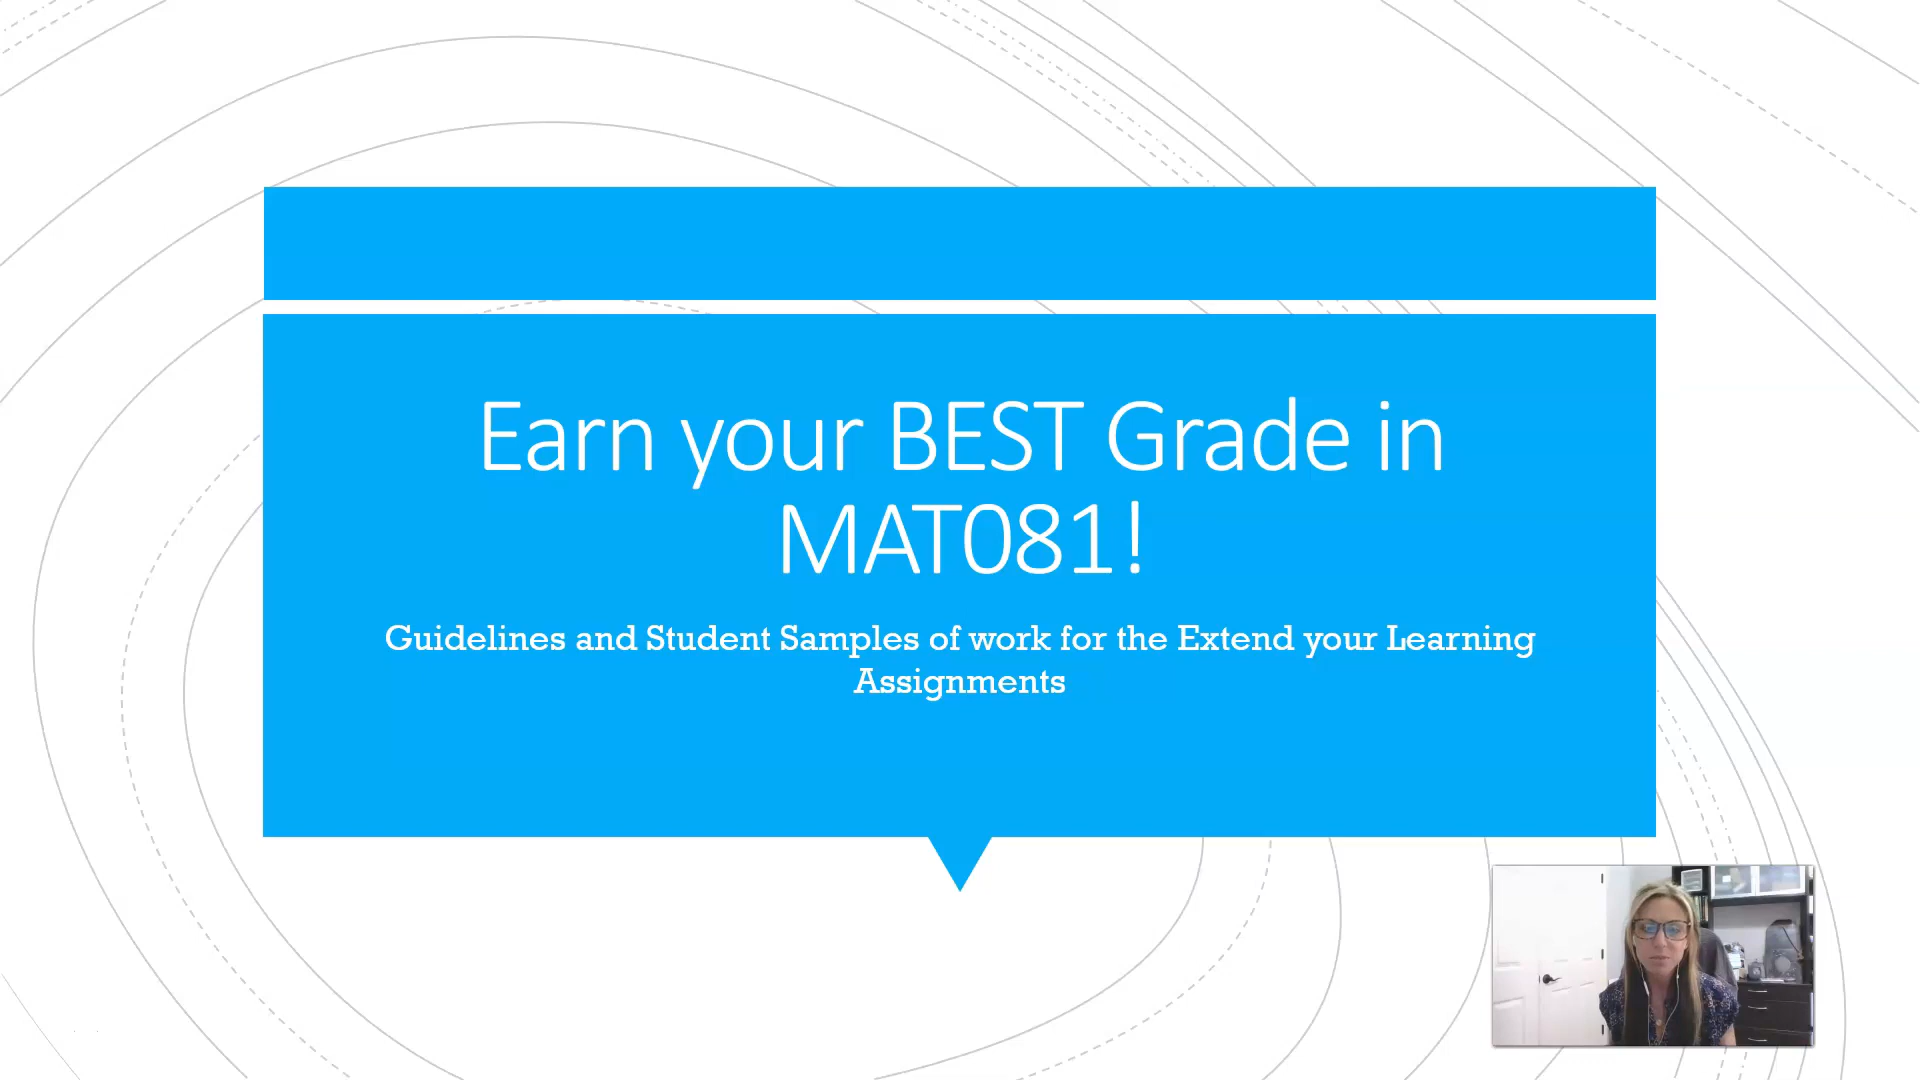 Earn your BEST Grade in
MAT081!
Guidelines and Student Samples of work for the Extend your Learning
Assignments